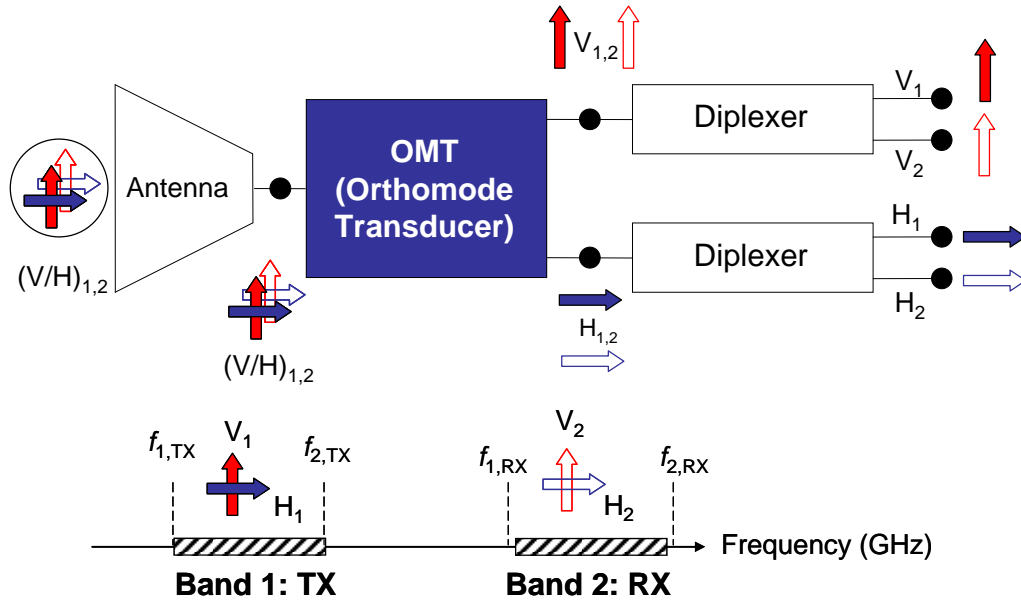 V1,2
V1
Diplexer
V2
OMT
(Orthomode
Transducer)
Antenna
(V/H)1,2
H1
Diplexer
H2
H1,2
(V/H)1,2
V1
V2
f1,TX
f2,TX
f1,RX
f2,RX
H1
H2
Frequency (GHz)
Band 1: TX
Band 2: RX